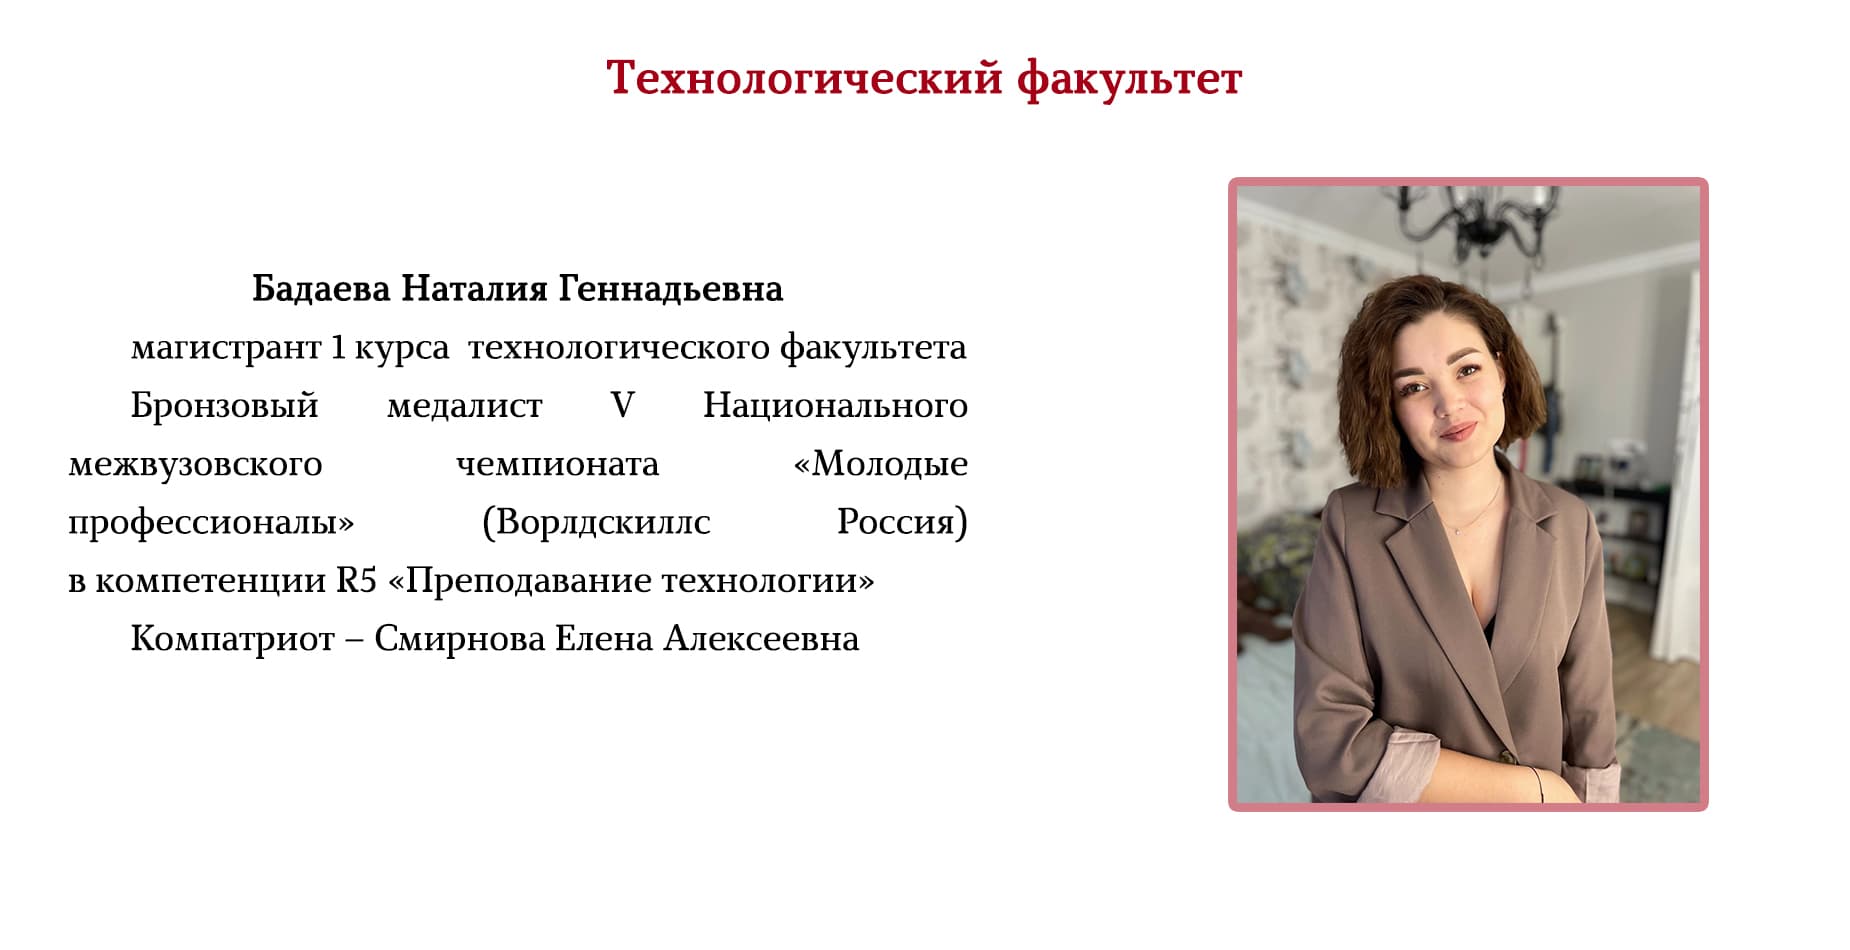 Технологический факультет
Бадаева Наталия Геннадьевна
магистрант 1 курса технологического факультета
Бронзовый медалист V Национального
межвузовского чемпионата «Молодые
профессионалы» (Ворлдскиллс Россия)
в компетенции R5 «Преподавание технологии»
Компатриот – Смирнова Елена Алексеевна